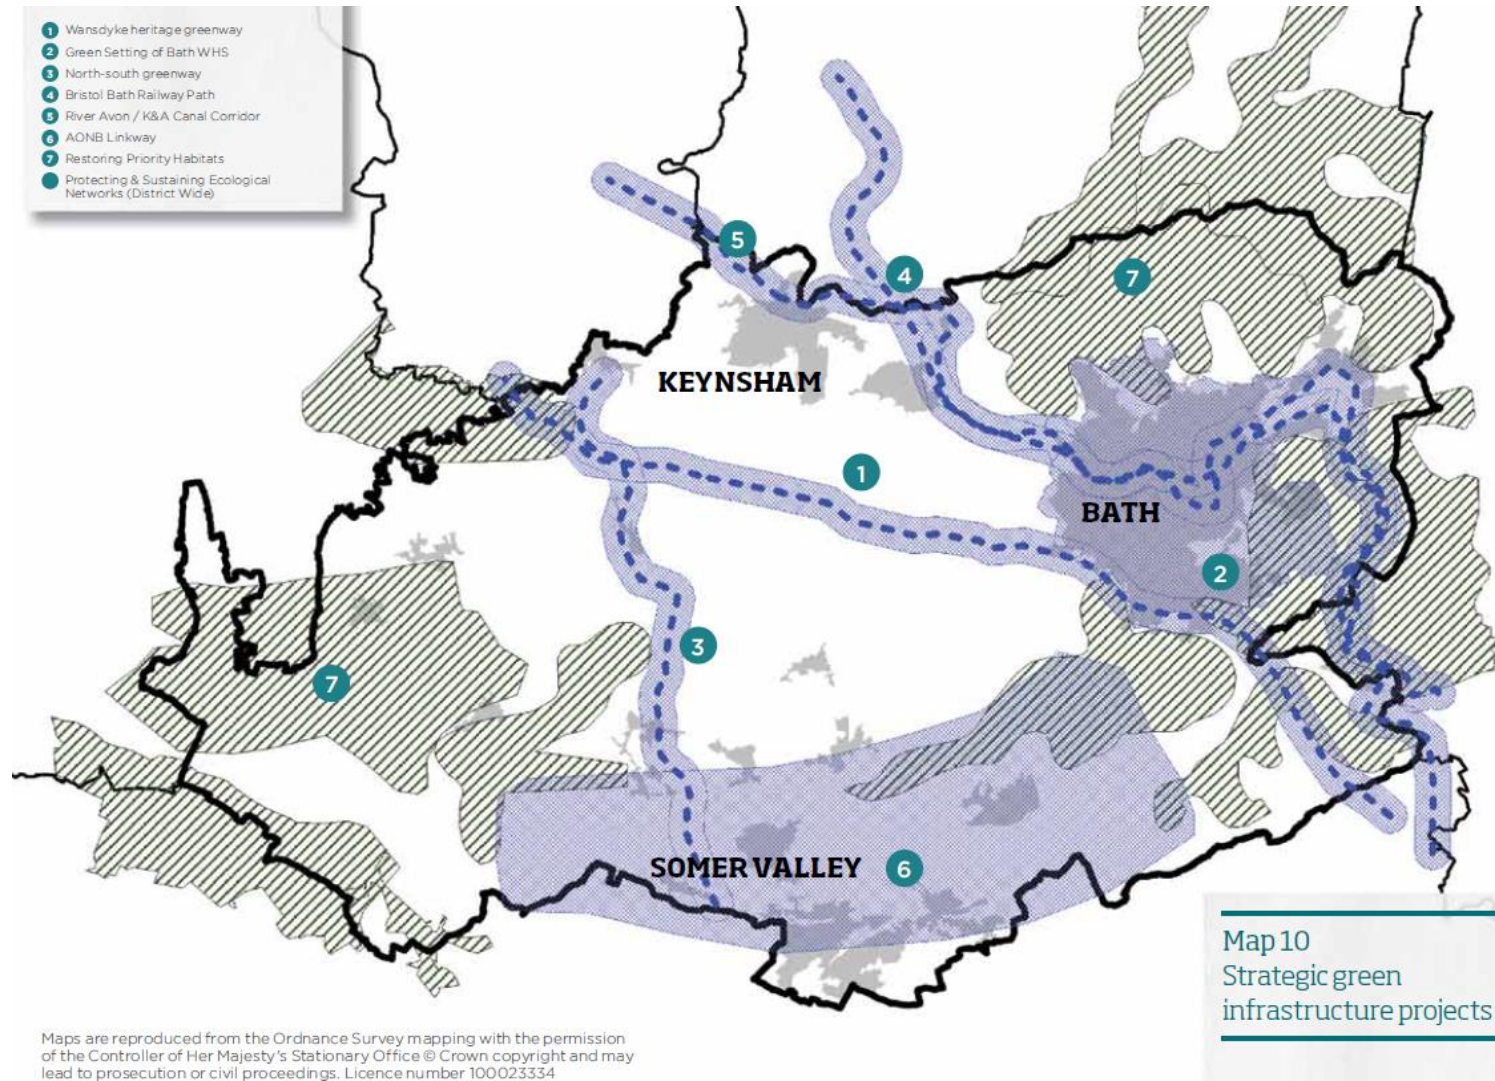 1 Wansdyke heritage greenway
2 Green Setting of Bath WHS
3 North-south greenway
4 Bristol Bath Railway Path
5 River Avon / K&A Canal Corridor
6 AONB Linkway
7 Restoring Priority Habitats
Protecting & Sustaining Ecological
Networks (District Wide)
5
4
7
KEYNSHAM
1
BATH
2
3
7
SOMER VALLEY
6
Map 10
Strategic green
infrastructure projects
Maps are reproduced from the Ordnance Survey mapping with the permission
of the Controller of Her Majesty's Stationary Office © Crown copyright and may
lead to prosecution or civil proceedings. Licence number 100023334